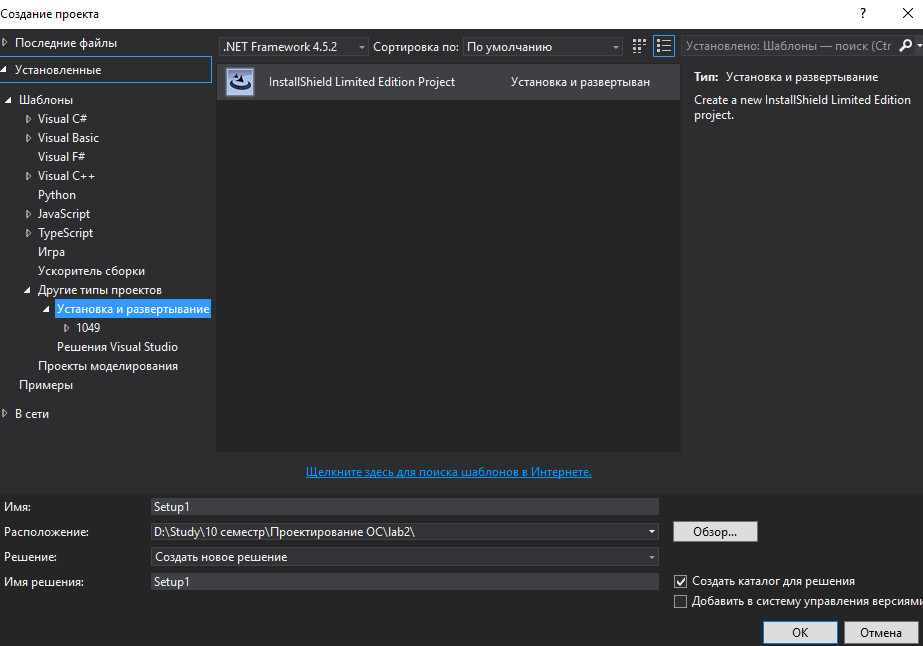 Создание проекта
?
Последние файлы
.NET Framework 4.5.2
Сортировка по:
По умолчанию
Установлено: Шаблоны — поиск (Ctr
Установленные
InstallShield Limited Edition Project
Установка и развертыван
Тип: Установка и развертывание
Create a new InstallShield Limited Edition
project.
Шаблоны
Visual C#
Visual Basic
Visual F#
Visual C++
Python
JavaScript
TypeScript
Игра
Ускоритель сборки
Другие типы проектов
Установка и развертывание
1049
Решения Visual Studio
Проекты моделирования
Примеры
В сети
Щелкните здесь для поиска шаблонов в Интернете.
Имя:
Setup1
Расположение:
D:\Study\10 семестр\Проектирование ОС\lab2\
Обзор...
Решение:
Создать новое решение
Имя решения:
Setup1
Создать каталог для решения
Добавить в систему управления версиями
OK
Отмена